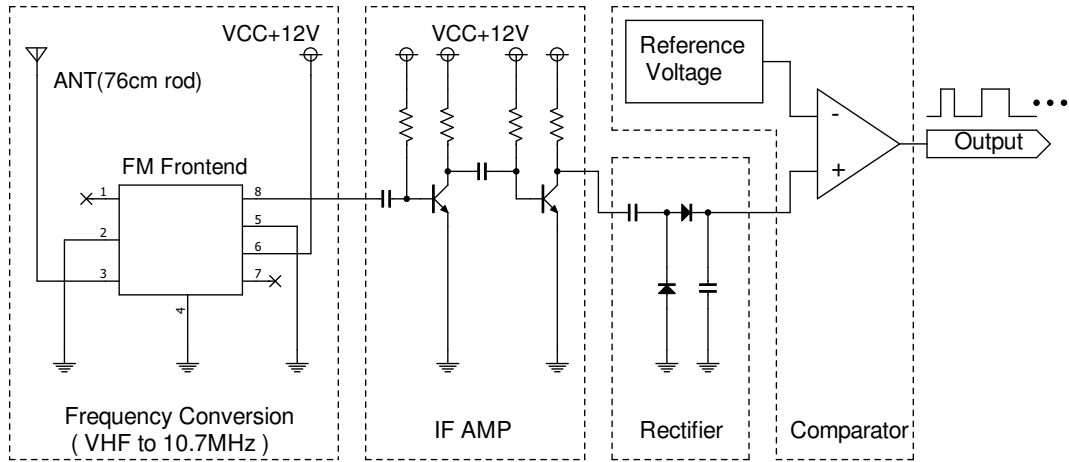 VCC+12V
ANT(76cm rod)
FM Frontend
1
2
3
4
8
5
6
7
Frequency Conversion
( VHF to 10.7MHz )
VCC+12V
IF AMP
Reference
Voltage
-
+
Output
Rectifier
Comparator